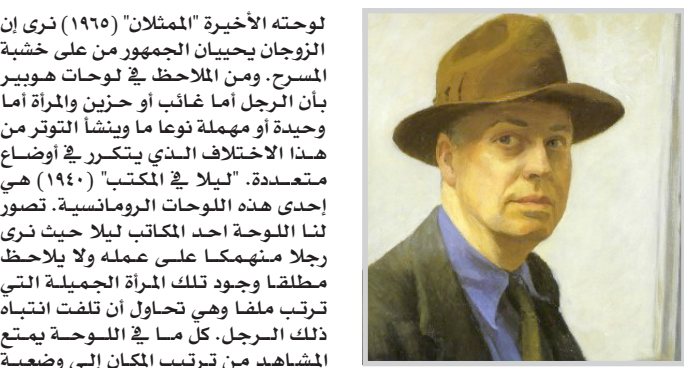 لوحته الأخيرة "الممثلان" (١٩٦٥) نرى إن
الزوجان يحييان الجمهور من على خشبة
المسرح. ومن الملاحظ في لوحات هوبير
بأن الرجل أما غائب أو حزين والمرأة أما
وحيدة أو مهملة نوعا ما وينشأ التوتر من
هذا الاختلاف الذي يتكرر في أوضاع
متعددة. "ليلا في المكتب" (١٩٤٠) هي
إحدى هذه اللوحات الرومانسية. تصور
لنا اللوحة احد المكاتب ليلا حيث نرى
رجلا منهمكا على عمله ولا يلاحظ
مطلقا وجود تلك المرأة الجميلة التي
ترتب ملفا وهي تحاول أن تلفت انتباه
ذلك الرجل. كل ما في اللوحة يمتع
المشاهد من ترتيب المكان إلى وضعية